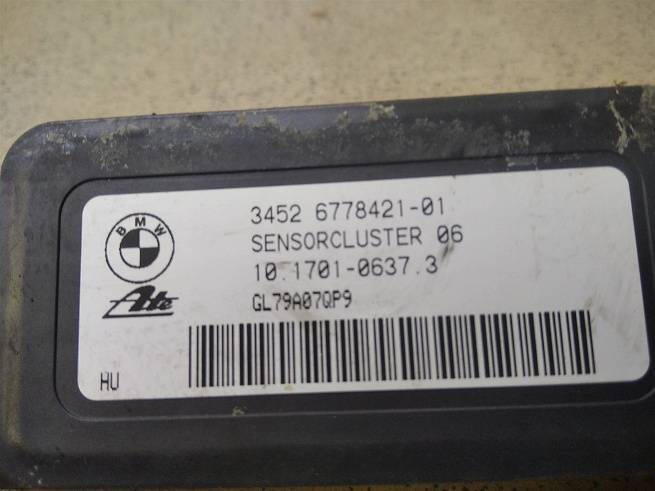 BMW
Ate
3452 6778421-01
SENSORCLUSTER 06
10.1701-0637.3
GL79A07QP9
HU